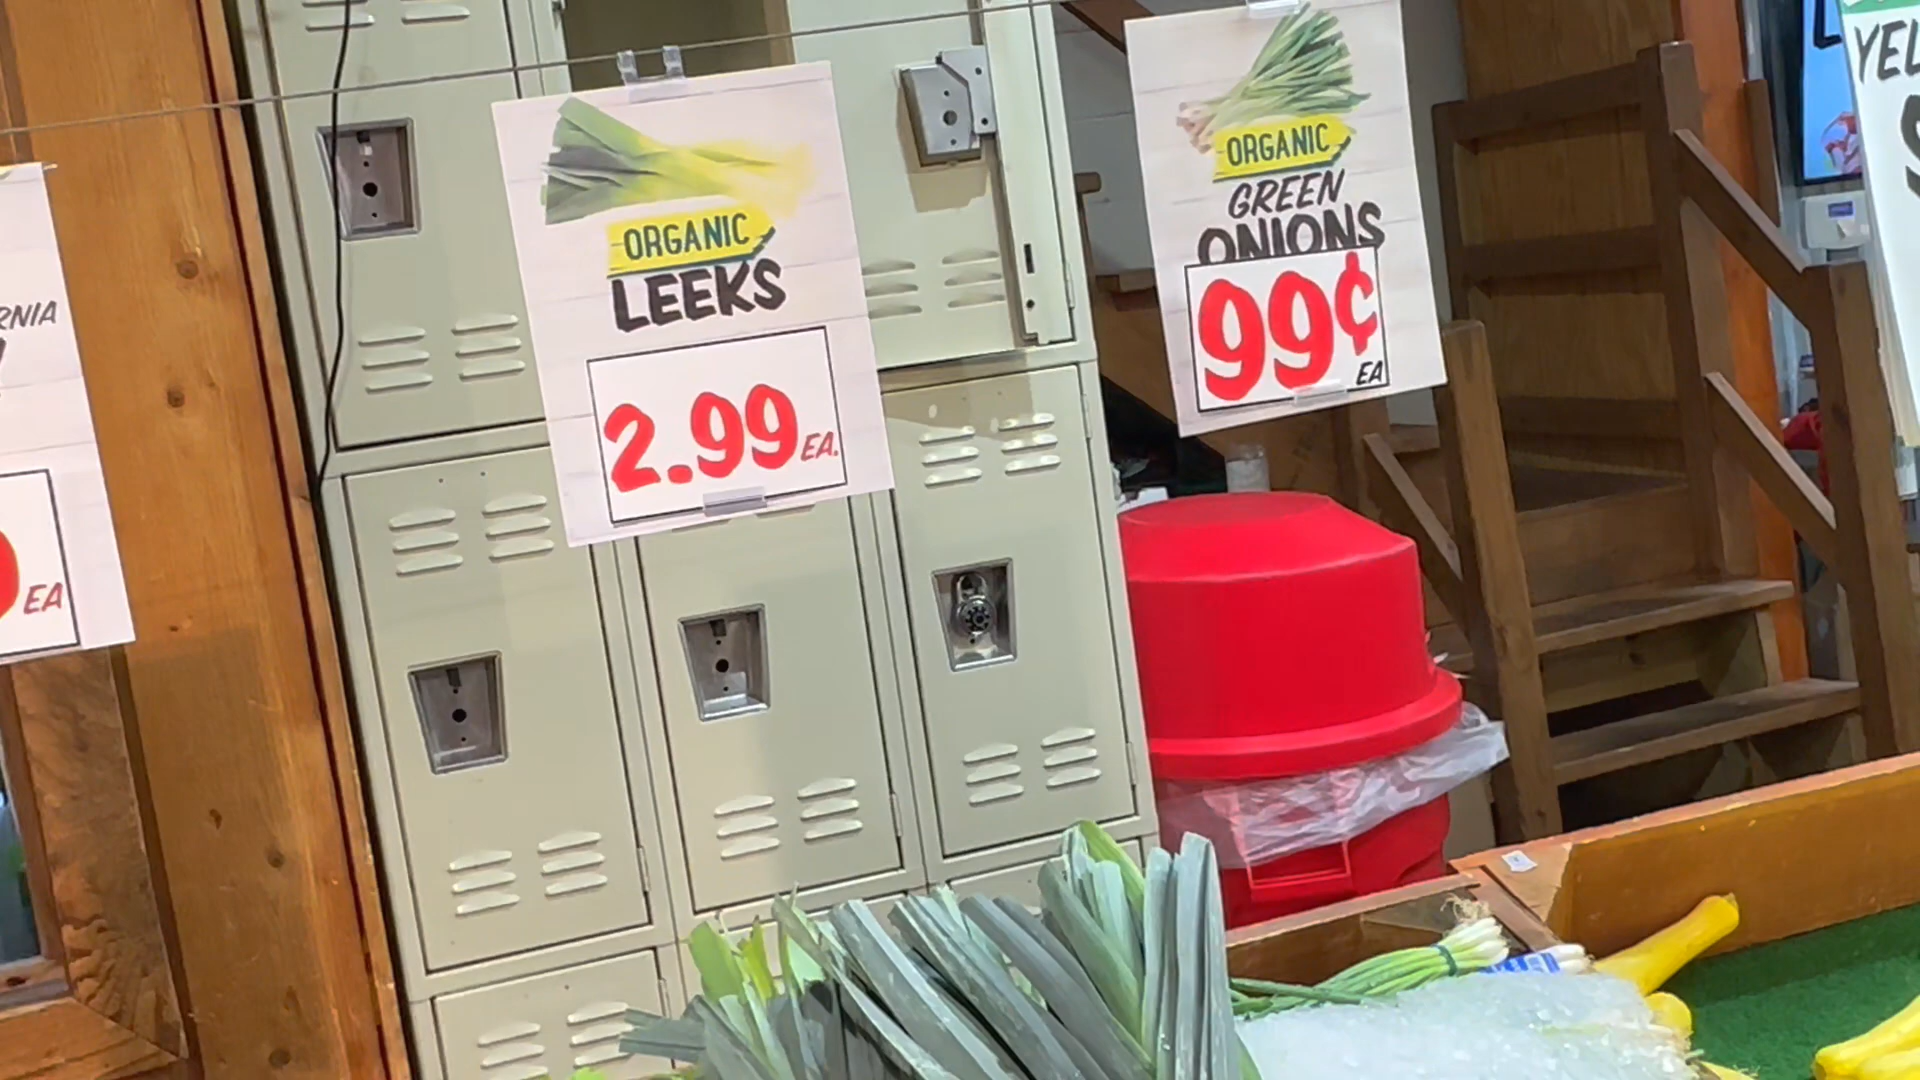 RNIA
EA
ORGANIC
LEEKS
2.99 EA.
ORGANIC
GREEN
ONIONS
99¢
EA
YEL